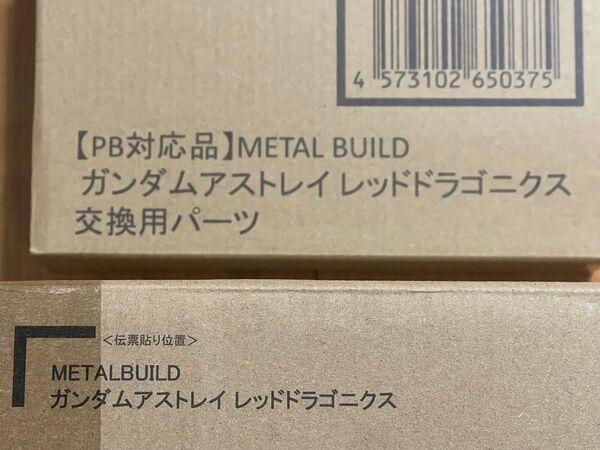 4 573102 650375
【PB対応品】METAL BUILD
ガンダムアストレイ レッドドラゴニクス
交換用パーツ
＜伝票貼り位置＞
METALBUILD
ガンダムアストレイ レッドドラゴニクス